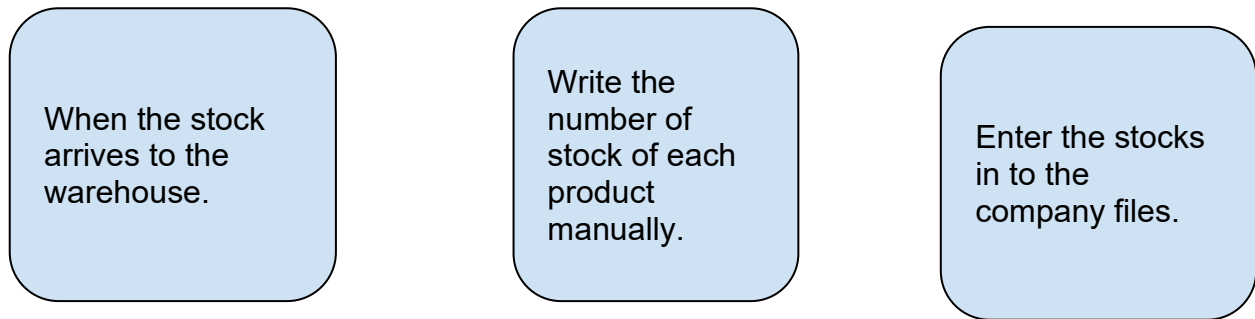 When the stock
arrives to the
warehouse.
Write the
number of
stock of each
product
manually.
Enter the stocks
in to the
company files.